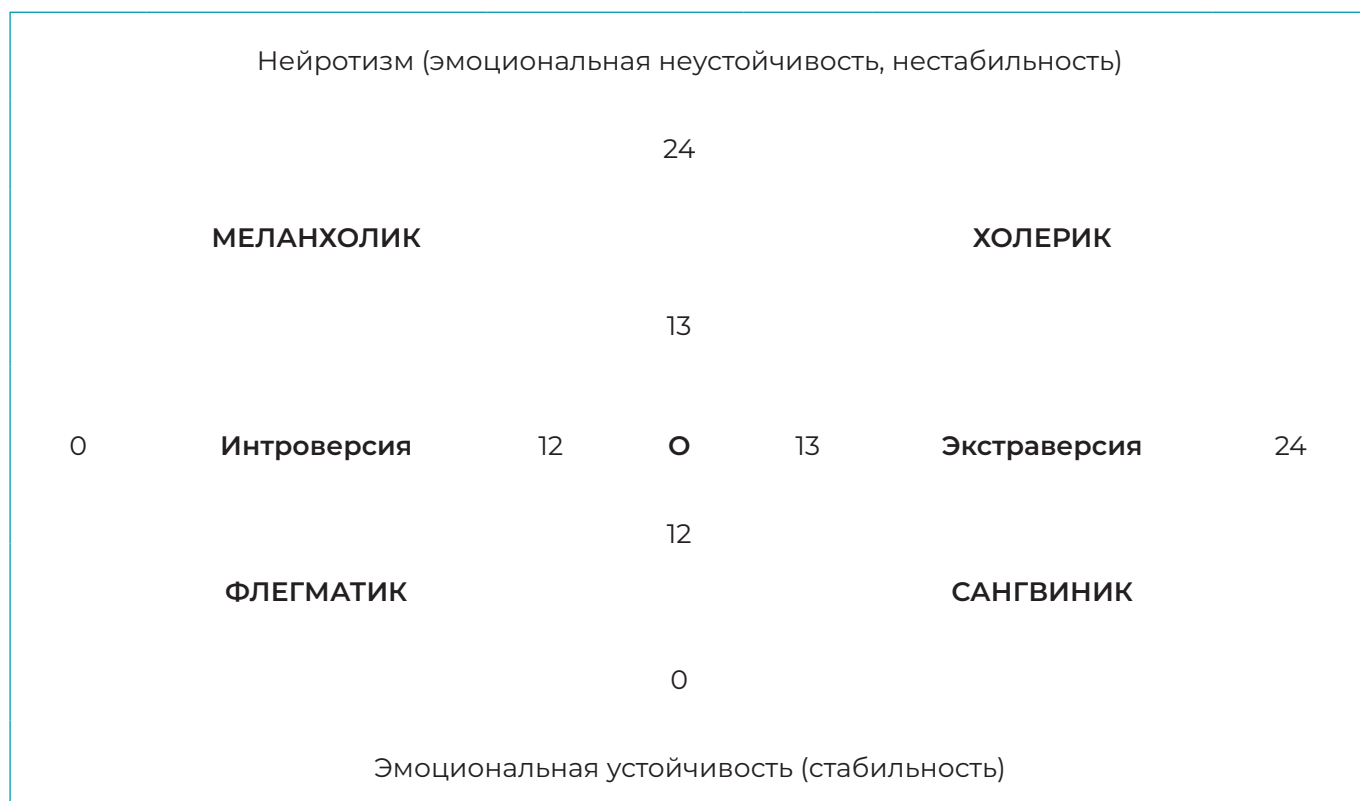 Нейротизм (эмоциональная неустойчивость, нестабильность)
24
МЕЛАНХОЛИК ХОЛЕРИК
13
0 Интроверсия 12 О 13 Экстраверсия 24
12
ФЛЕГМАТИК САНГВИНИК
0
Эмоциональная устойчивость (стабильность)